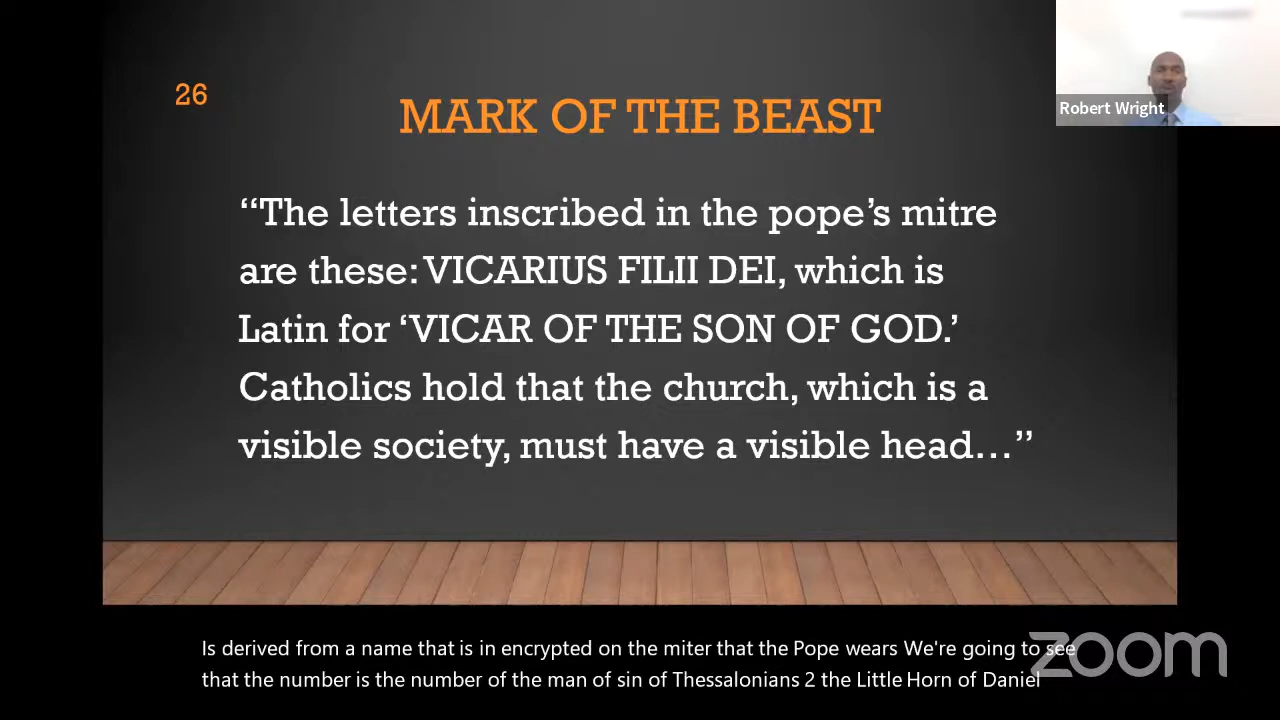 26
MARK OF THE BEAST
Robert Wright
“The letters inscribed in the pope’s mitre
are these: VICARIUS FILII DEI, which is
Latin for ‘VICAR OF THE SON OF GOD.’
Catholics hold that the church, which is a
visible society, must have a visible head…”
Is derived from a name that is in encrypted on the miter that the Pope wears We're going to see
that the number is the number of the man of sin of Thessalonians 2 the Little Horn of Daniel
zoom